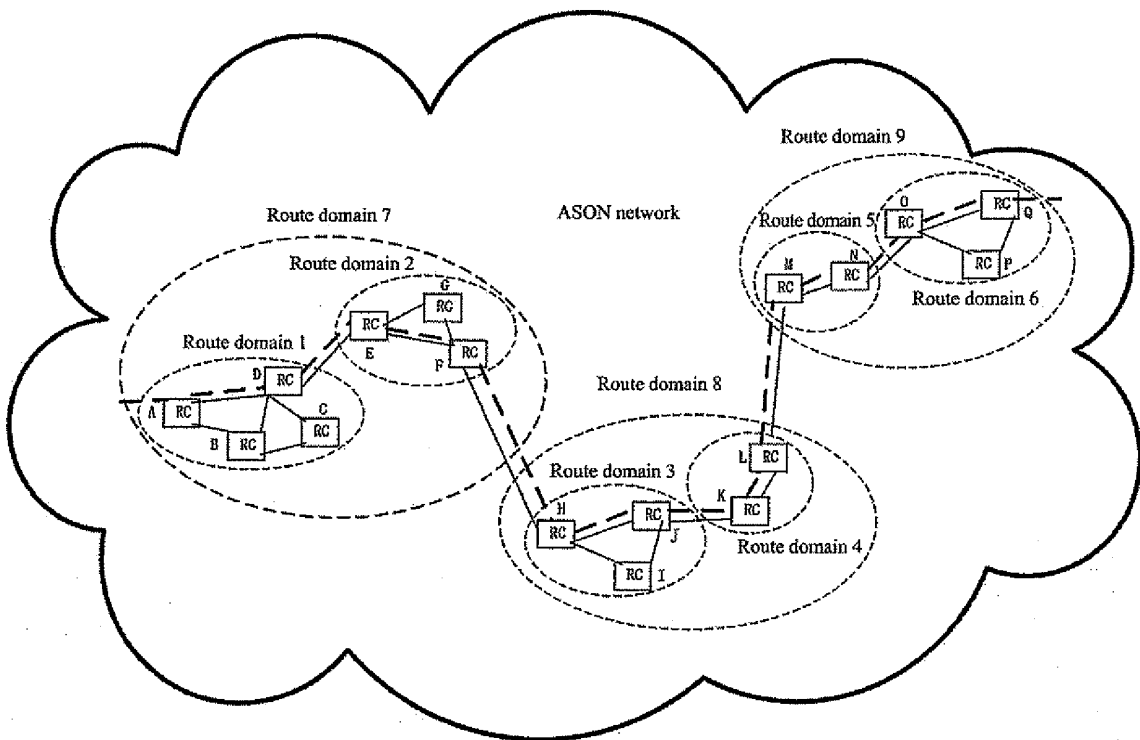 Route domain 9
RC
Q
O
RC
Route domain 7
ASON network
Route domain 5
N
RC
P
M
RC
RC
Route domain 2
G
RC
Route domain 6
RC
E
RC
F
Route domain 1
D
RC
Route domain 8
A
RC
C
RC
B
RC
L
RC
Route domain 3
K
RC
H
RC
RC
J
Route domain 4
RC
I